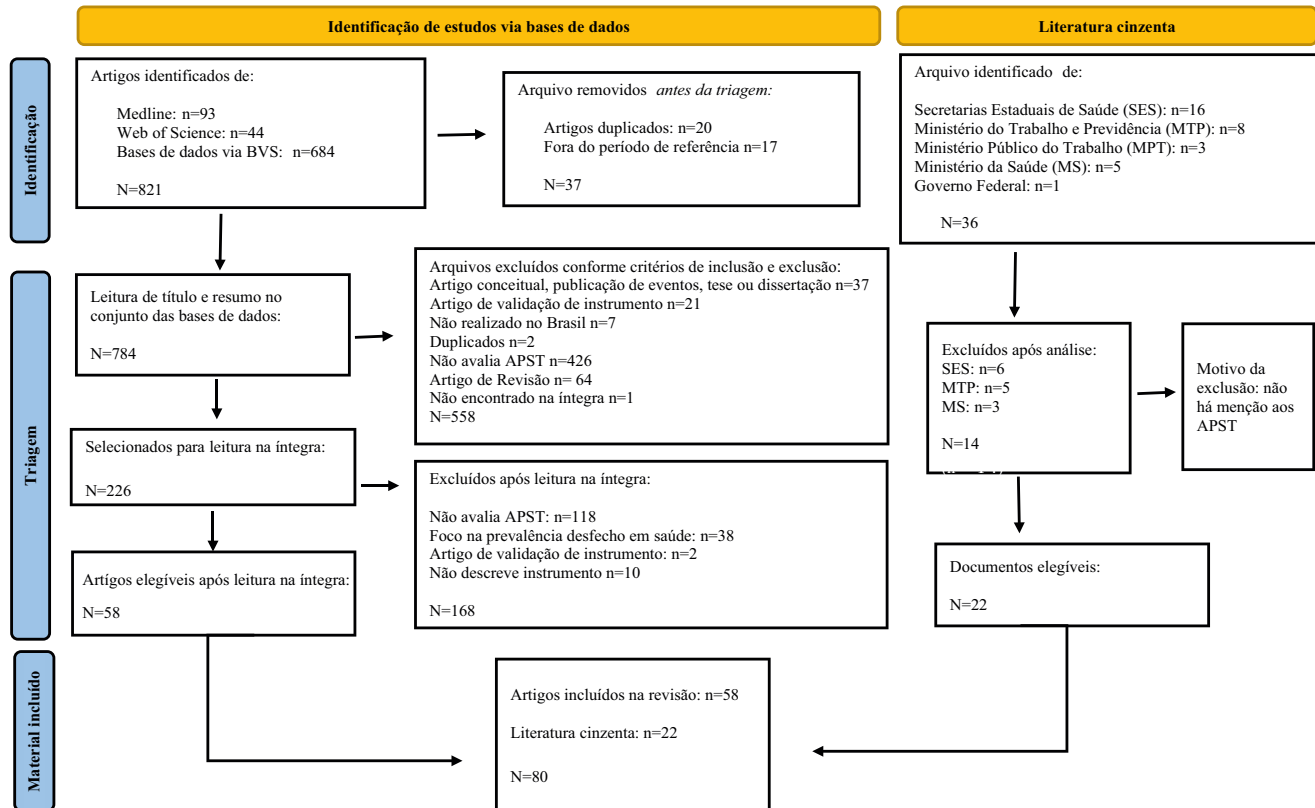 Identificação de estudos via bases de dados
Literatura cinzenta
Identificação
Artigos identificados de:
Medline: n=93
Web of Science: n=44
Bases de dados via BVS: n=684
N=821
Arquivo removidos antes da triagem:
Artigos duplicados: n=20
Fora do período de referência n=17
N=37
Arquivo identificado de:
Secretarias Estaduais de Saúde (SES): n=16
Ministério do Trabalho e Previdência (MTP): n=8
Ministério Público do Trabalho (MPT): n=3
Ministério da Saúde (MS): n=5
Governo Federal: n=1
N=36
Triagem
Leitura de título e resumo no
conjunto das bases de dados:
N=784
Arquivos excluídos conforme critérios de inclusão e exclusão:
Artigo conceitual, publicação de eventos, tese ou dissertação n=37
Artigo de validação de instrumento n=21
Não realizado no Brasil n=7
Duplicados n=2
Não avalia APST n=426
Artigo de Revisão n= 64
Não encontrado na íntegra n=1
N=558
Selecionados para leitura na íntegra:
N=226
Excluídos após leitura na íntegra:
Não avalia APST: n=118
Foco na prevalência desfecho em saúde: n=38
Artigo de validação de instrumento: n=2
Não descreve instrumento n=10
N=168
Artígos elegíveis após leitura na íntegra:
N=58
Excluídos após análise:
SES: n=6
MTP: n=5
MS: n=3
N=14
Motivo da
exclusão: não
há menção aos
APST
Documentos elegíveis:
N=22
Material incluído
Artigos incluídos na revisão: n=58
Literatura cinzenta: n=22
N=80